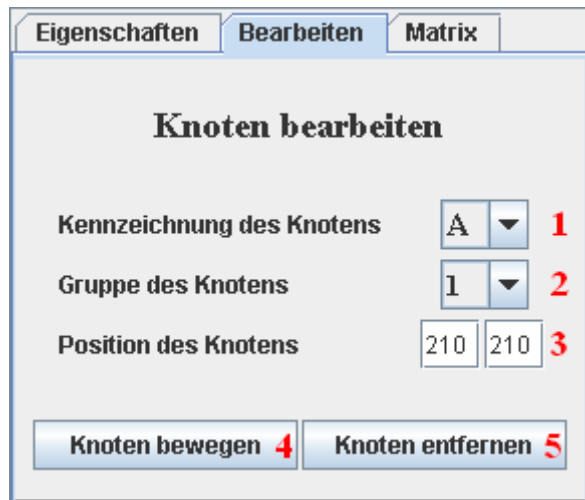 Eigenschaften Bearbeiten Matrix
Knoten bearbeiten
Kennzeichnung des Knotens A 1
Gruppe des Knotens 1 2
Position des Knotens 210 210 3
Knoten bewegen 4 Knoten entfernen 5